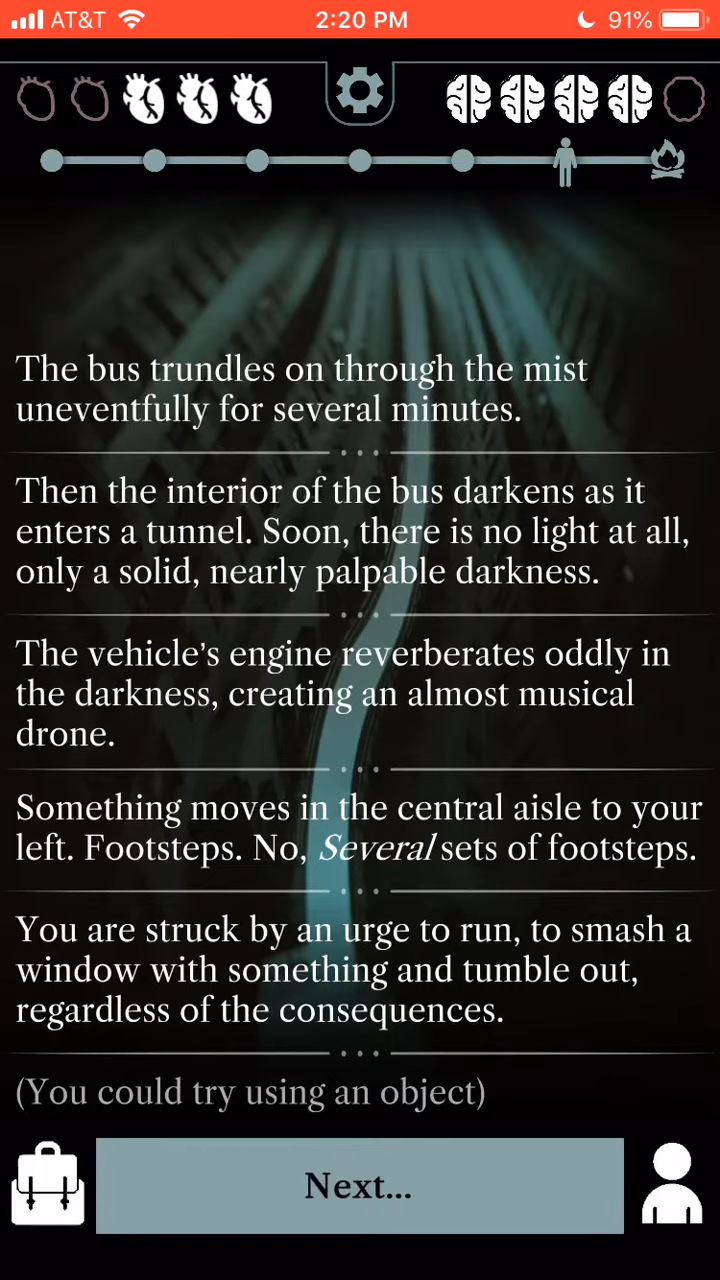 AT&T 2:20 PM 91%
The bus trundles on through the mist
uneventfully for several minutes.
Then the interior of the bus darkens as it
enters a tunnel. Soon, there is no light at all,
only a solid, nearly palpable darkness.
The vehicle's engine reverberates oddly in
the darkness, creating an almost musical
drone.
Something moves in the central aisle to your
left. Footsteps. No, Several sets of footsteps.
You are struck by an urge to run, to smash a
window with something and tumble out,
regardless of the consequences.
(You could try using an object)
Next...